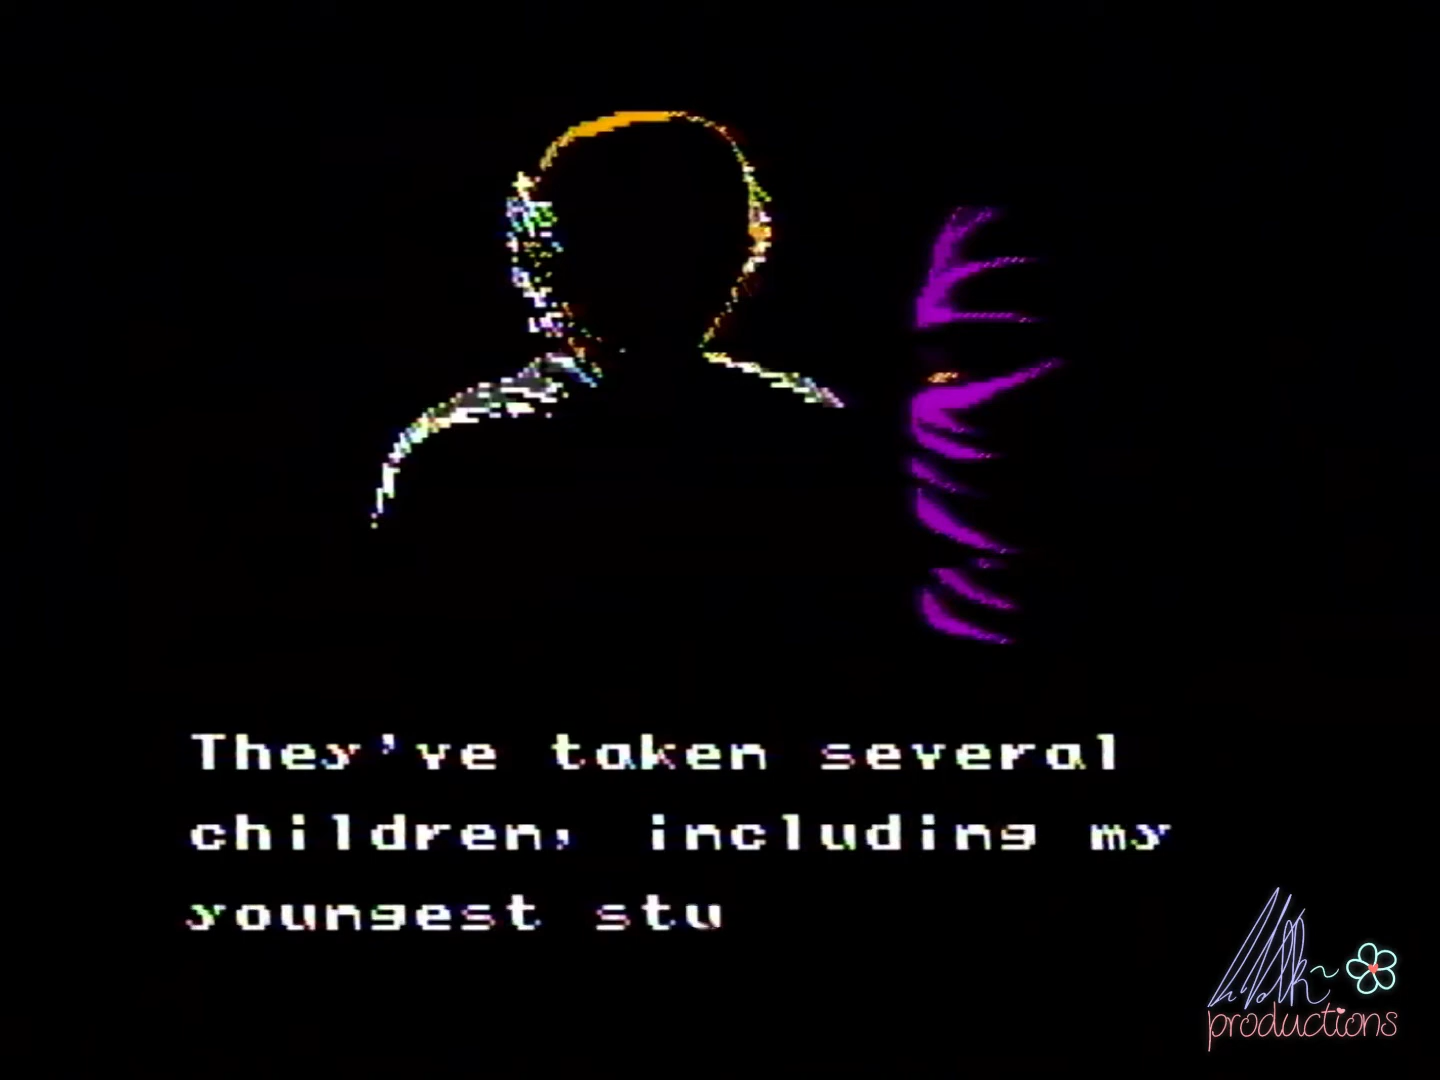 They've taken several
children, including my
youngest stu
productions